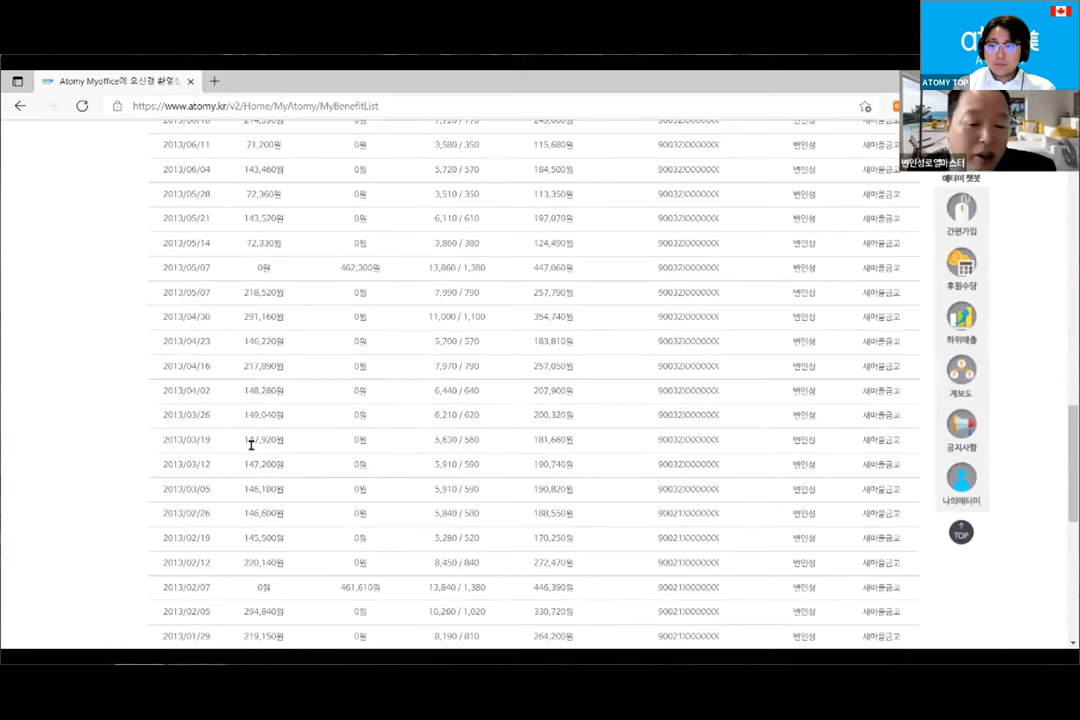 Atomy Myoffice에 오신걸 환영합
https://www.atomy.kr/v2/Home/MyAtomy/MyBenefitList
ATOMY TOP
변인성로열마스터
애터미 챗봇
간편가입
후원수당
하위매출
계보도
공지사항
나의애터미
TOP
2013/06/11 71,200원 0원 3,580 / 350 115,680원 90032XXXXXXX 변인성 새마을금고
2013/06/04 143,460원 0원 5,720 / 570 184,500원 90032XXXXXXX 변인성 새마을금고
2013/05/28 72,360원 0원 3,510 / 350 113,350원 90032XXXXXXX 변인성 새마을금고
2013/05/21 143,520원 0원 6,110 / 610 197,070원 90032XXXXXXX 변인성 새마을금고
2013/05/14 72,330원 0원 3,860 / 380 124,490원 90032XXXXXXX 변인성 새마을금고
2013/05/07 0원 462,300원 13,860 / 1,380 447,060원 90032XXXXXXX 변인성 새마을금고
2013/05/07 218,520원 0원 7,990 / 790 257,790원 90032XXXXXXX 변인성 새마을금고
2013/04/30 291,160원 0원 11,000 / 1,100 354,740원 90032XXXXXXX 변인성 새마을금고
2013/04/23 146,220원 0원 5,700 / 570 183,810원 90032XXXXXXX 변인성 새마을금고
2013/04/16 217,890원 0원 7,970 / 790 257,050원 90032XXXXXXX 변인성 새마을금고
2013/04/02 148,280원 0원 6,440 / 640 207,900원 90032XXXXXXX 변인성 새마을금고
2013/03/26 149,040원 0원 6,210 / 620 200,320원 90032XXXXXXX 변인성 새마을금고
2013/03/19 0원 5,630 / 560 181,660원 90032XXXXXXX 변인성 새마을금고
2013/03/12 147,200원 0원 5,910 / 590 190,740원 90032XXXXXXX 변인성 새마을금고
2013/03/05 146,180원 0원 5,910 / 590 190,820원 90032XXXXXXX 변인성 새마을금고
2013/02/26 146,600원 0원 5,840 / 580 188,550원 90021XXXXXXX 변인성 새마을금고
2013/02/19 145,500원 0원 5,280 / 520 170,250원 90021XXXXXXX 변인성 새마을금고
2013/02/12 220,140원 0원 8,450 / 840 272,470원 90021XXXXXXX 변인성 새마을금고
2013/02/07 0원 461,610원 13,840 / 1,380 446,390원 90021XXXXXXX 변인성 새마을금고
2013/02/05 294,840원 0원 10,260 / 1,020 330,720원 90021XXXXXXX 변인성 새마을금고
2013/01/29 219,150원 0원 8,190 / 810 264,200원 90021XXXXXXX 변인성 새마을금고